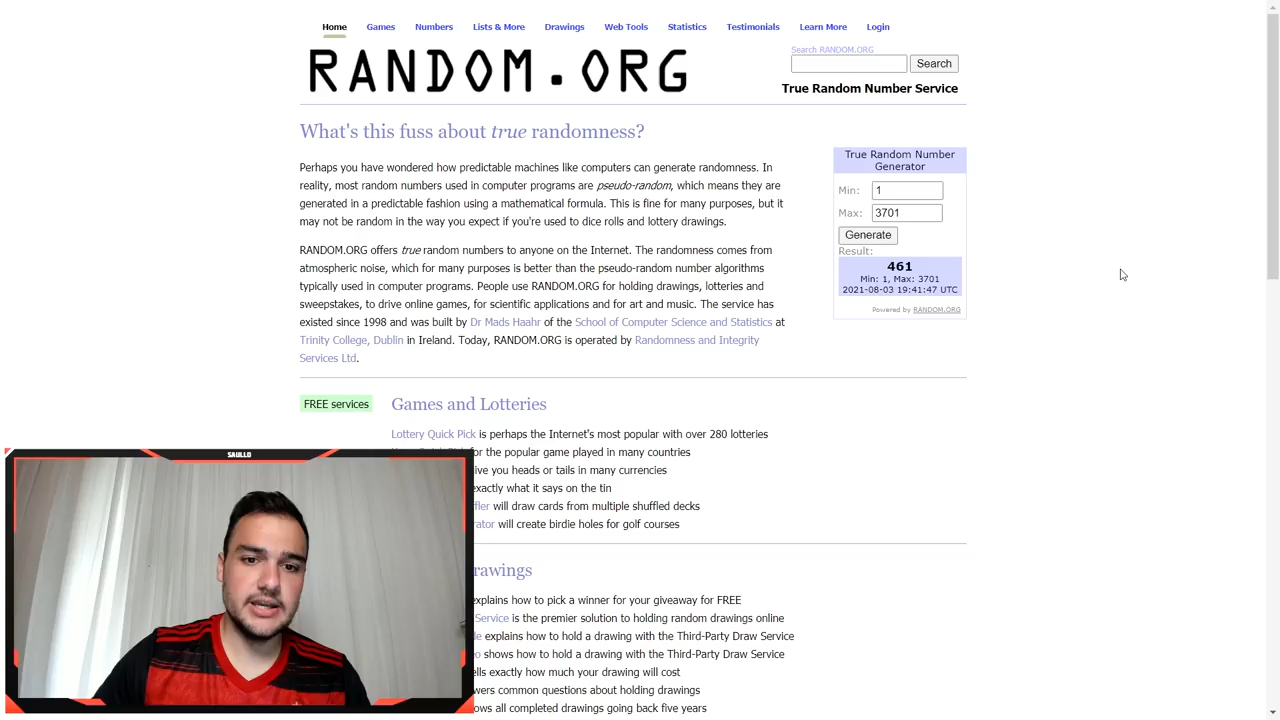 Home Games Numbers Lists & More Drawings Web Tools Statistics Testimonials Learn More Login
RANDOM.ORG
Search RANDOM.ORG
Search
True Random Number Service
What's this fuss about true randomness?
Perhaps you have wondered how predictable machines like computers can generate randomness. In
reality, most random numbers used in computer programs are pseudo-random, which means they are
generated in a predictable fashion using a mathematical formula. This is fine for many purposes, but it
may not be random in the way you expect if you're used to dice rolls and lottery drawings.
RANDOM.ORG offers true random numbers to anyone on the Internet. The randomness comes from
atmospheric noise, which for many purposes is better than the pseudo-random number algorithms
typically used in computer programs. People use RANDOM.ORG for holding drawings, lotteries and
sweepstakes, to drive online games, for scientific applications and for art and music. The service has
existed since 1998 and was built by Dr Mads Haahr of the School of Computer Science and Statistics at
Trinity College, Dublin in Ireland. Today, RANDOM.ORG is operated by Randomness and Integrity
Services Ltd.
True Random Number
Generator
Min: 1
Max: 3701
Generate
Result:
461
Min: 1, Max: 3701
2021-08-03 19:41:47 UTC
Powered by RANDOM.ORG
FREE services
Games and Lotteries
Lottery Quick Pick is perhaps the Internet's most popular with over 280 lotteries
for the popular game played in many countries
ive you heads or tails in many currencies
exactly what it says on the tin
ffler will draw cards from multiple shuffled decks
rator will create birdie holes for golf courses
rawings
explains how to pick a winner for your giveaway for FREE
Service is the premier solution to holding random drawings online
le explains how to hold a drawing with the Third-Party Draw Service
o shows how to hold a drawing with the Third-Party Draw Service
ells exactly how much your drawing will cost
wers common questions about holding drawings
ows all completed drawings going back five years
SAULLO